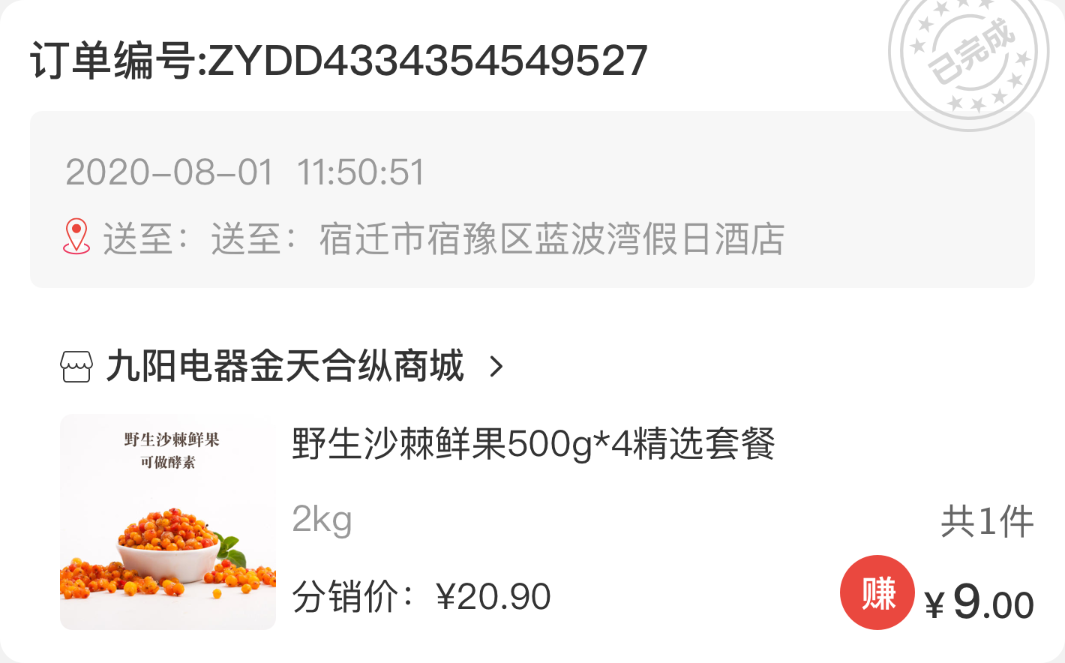 订单编号:ZYDD4334354549527
已完成
2020-08-01 11:50:51
送至：送至：宿迁市宿豫区蓝波湾假日酒店
九阳电器金天合纵商城 >
野生沙棘鲜果
可做酵素
野生沙棘鲜果500g*4精选套餐
2kg
共1件
分销价：¥20.90
赚 ¥9.00